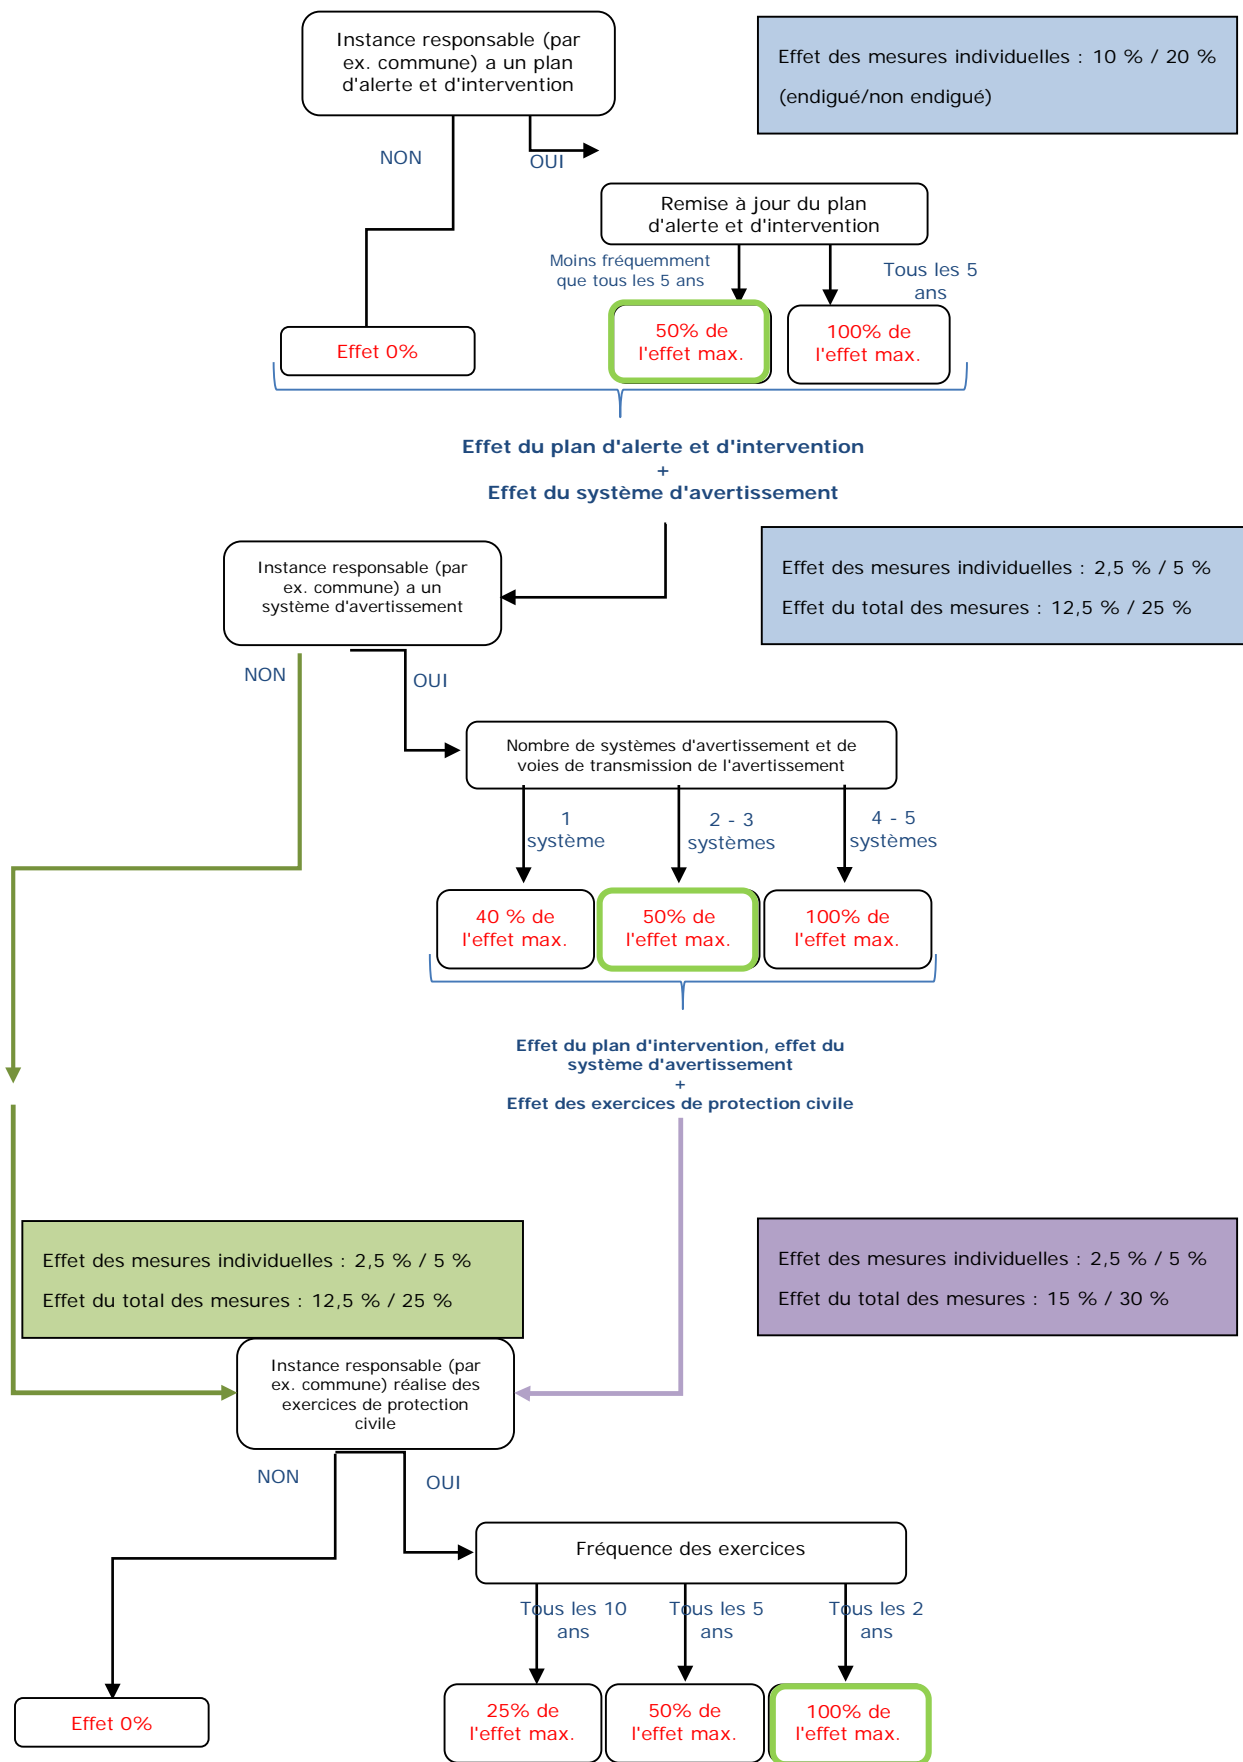 Instance responsable (par
ex. commune) a un plan
d'alerte et d'intervention
Effet des mesures individuelles : 10 % / 20 %
(endigué/non endigué)
NON
OUI
Remise à jour du plan
d'alerte et d'intervention
Moins fréquemment
que tous les 5 ans
Tous les 5
ans
Effet 0%
50% de
l'effet max.
100% de
l'effet max.
Effet du plan d'alerte et d'intervention
+
Effet du système d'avertissement
Instance responsable (par
ex. commune) a un
système d'avertissement
Effet des mesures individuelles : 2,5 % / 5 %
Effet du total des mesures : 12,5 % / 25 %
NON
OUI
Nombre de systèmes d'avertissement et de
voies de transmission de l'avertissement
1
système
2 - 3
systèmes
4 - 5
systèmes
40 % de
l'effet max.
50% de
l'effet max.
100% de
l'effet max.
Effet du plan d'intervention, effet du
système d'avertissement
+
Effet des exercices de protection civile
Effet des mesures individuelles : 2,5 % / 5 %
Effet du total des mesures : 12,5 % / 25 %
Effet des mesures individuelles : 2,5 % / 5 %
Effet du total des mesures : 15 % / 30 %
Instance responsable (par
ex. commune) réalise des
exercices de protection
civile
NON
OUI
Fréquence des exercices
Tous les 10
ans
Tous les 5
ans
Tous les 2
ans
Effet 0%
25% de
l'effet max.
50% de
l'effet max.
100% de
l'effet max.